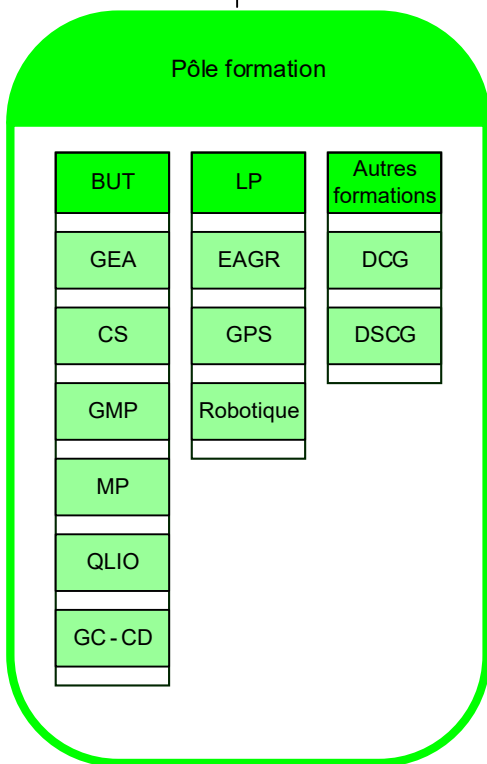 Pôle formation
BUT
GEA
CS
GMP
MP
QLIO
GC - CD
LP
EAGR
GPS
Robotique
Autres
formations
DCG
DSCG